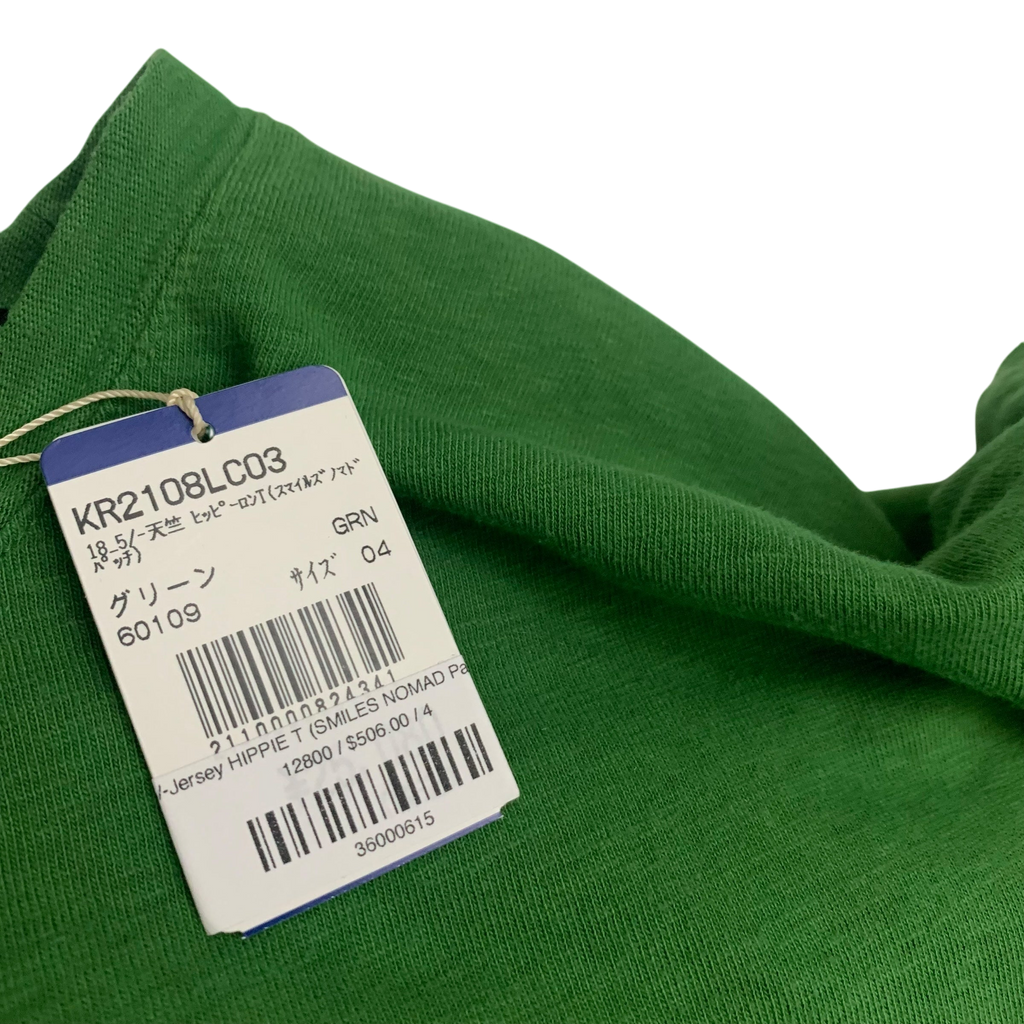 KR2108LC03
18_5/-天竺 ﾋｯﾋﾟｰﾛﾝT(ｽﾏｲﾙｽﾞﾉﾏﾄﾞ
ﾊﾟｯﾁ)
GRN
グリーン ｻｲｽﾞ 04
60109
2110000824341
/-Jersey HIPPIE T (SMILES NOMAD Pa
12800 / $506.00 / 4
36000615